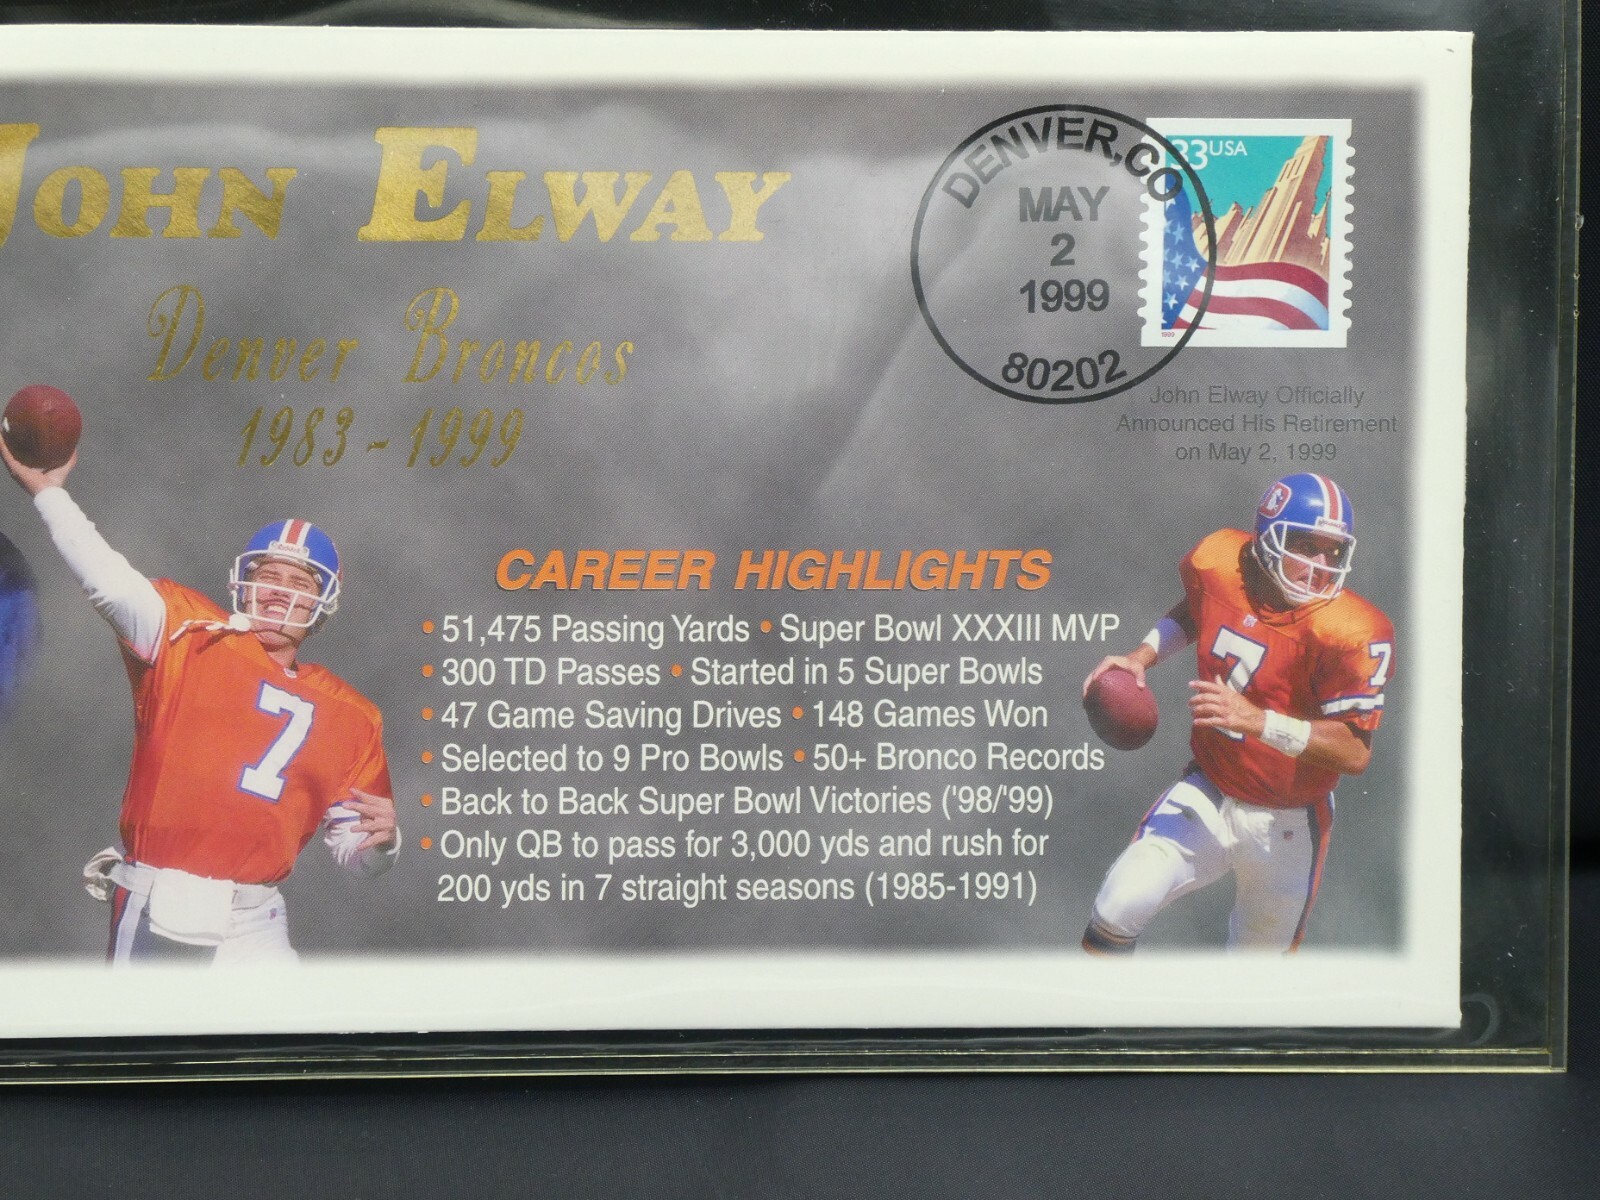 JOHN ELWAY
Denver Broncos
1983 - 1999
DENVER, CO
MAY
2
1999
80202
33 USA
1999
John Elway Officially
Announced His Retirement
on May 2, 1999
CAREER HIGHLIGHTS
• 51,475 Passing Yards • Super Bowl XXXIII MVP
• 300 TD Passes • Started in 5 Super Bowls
• 47 Game Saving Drives • 148 Games Won
• Selected to 9 Pro Bowls • 50+ Bronco Records
• Back to Back Super Bowl Victories ('98/'99)
• Only QB to pass for 3,000 yds and rush for
200 yds in 7 straight seasons (1985-1991)
7
7
7